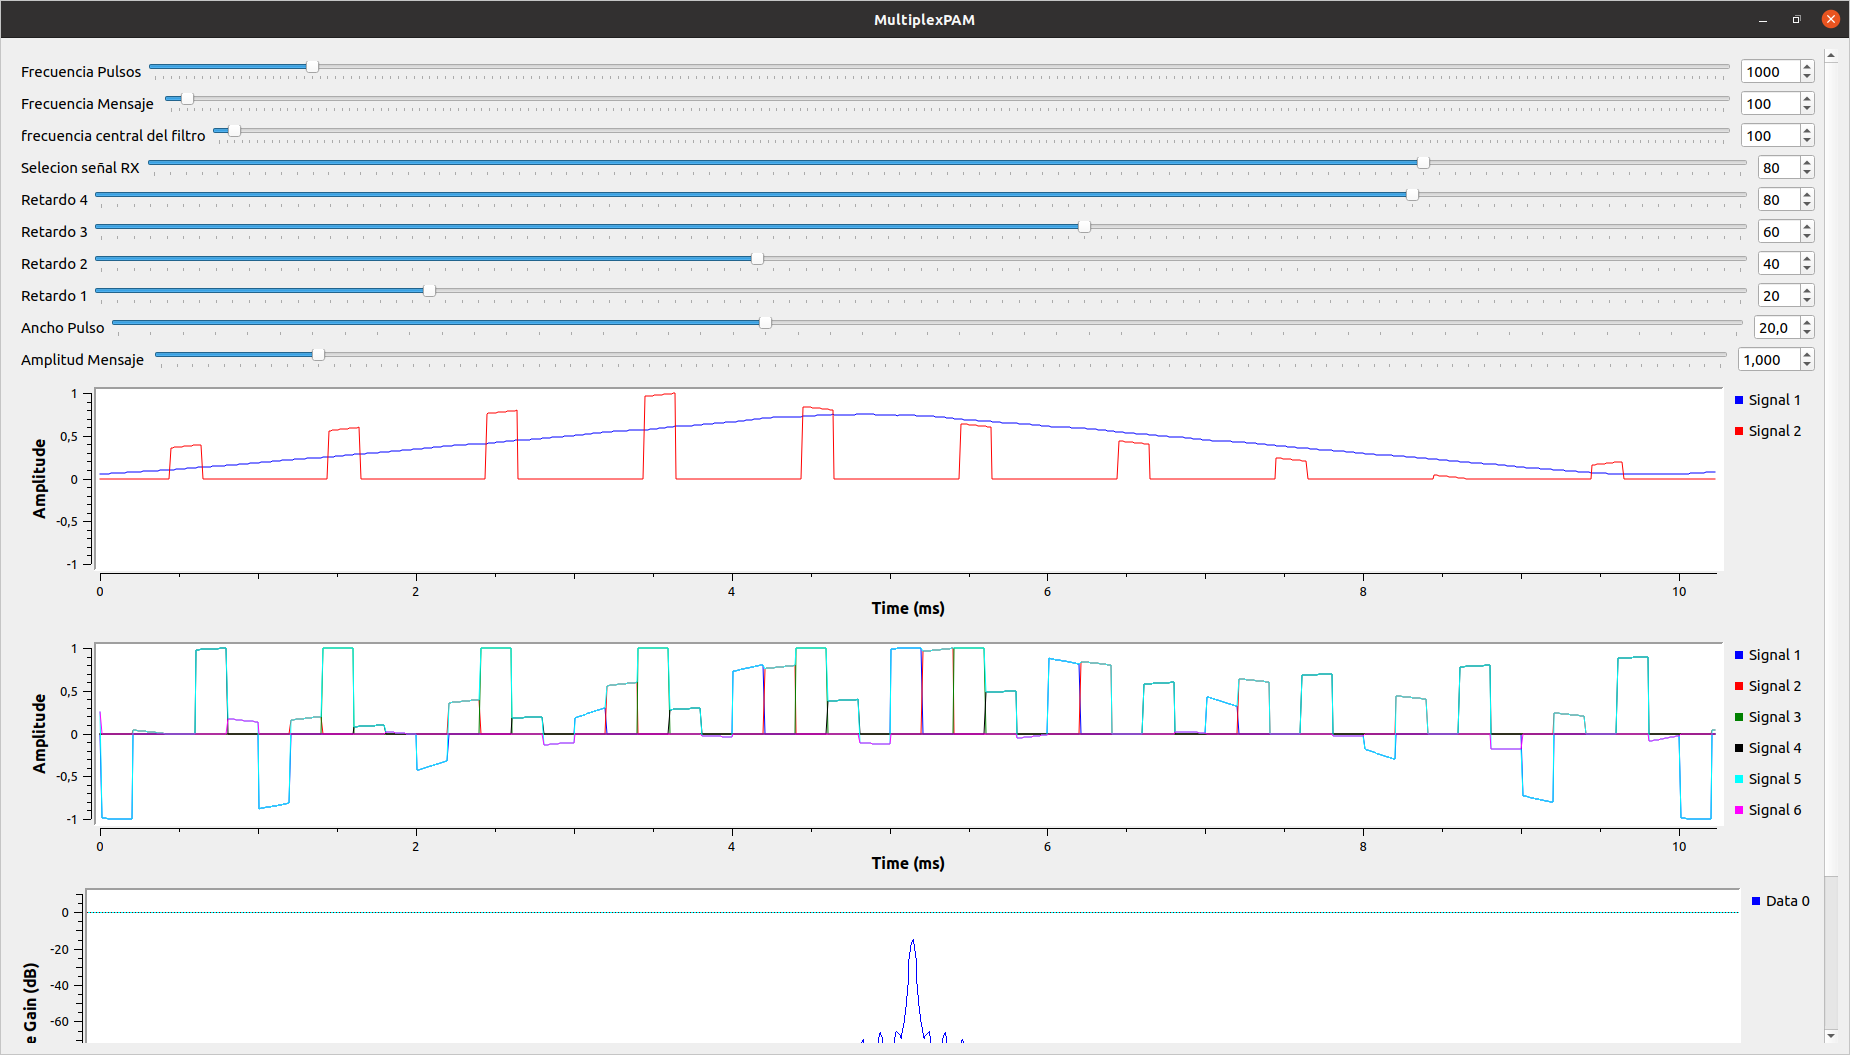 MultiplexPAM
Frecuencia Pulsos 1000
Frecuencia Mensaje 100
frecuencia central del filtro 100
Selecion señal RX 80
Retardo 4 80
Retardo 3 60
Retardo 2 40
Retardo 1 20
Ancho Pulso 20,0
Amplitud Mensaje 1,000
Amplitude
1
0,5
0
-0,5
-1
0 2 4 6 8 10
Time (ms)
Signal 1
Signal 2
Amplitude
1
0,5
0
-0,5
-1
0 2 4 6 8 10
Time (ms)
Signal 1
Signal 2
Signal 3
Signal 4
Signal 5
Signal 6
e Gain (dB)
0
-20
-40
-60
Data 0